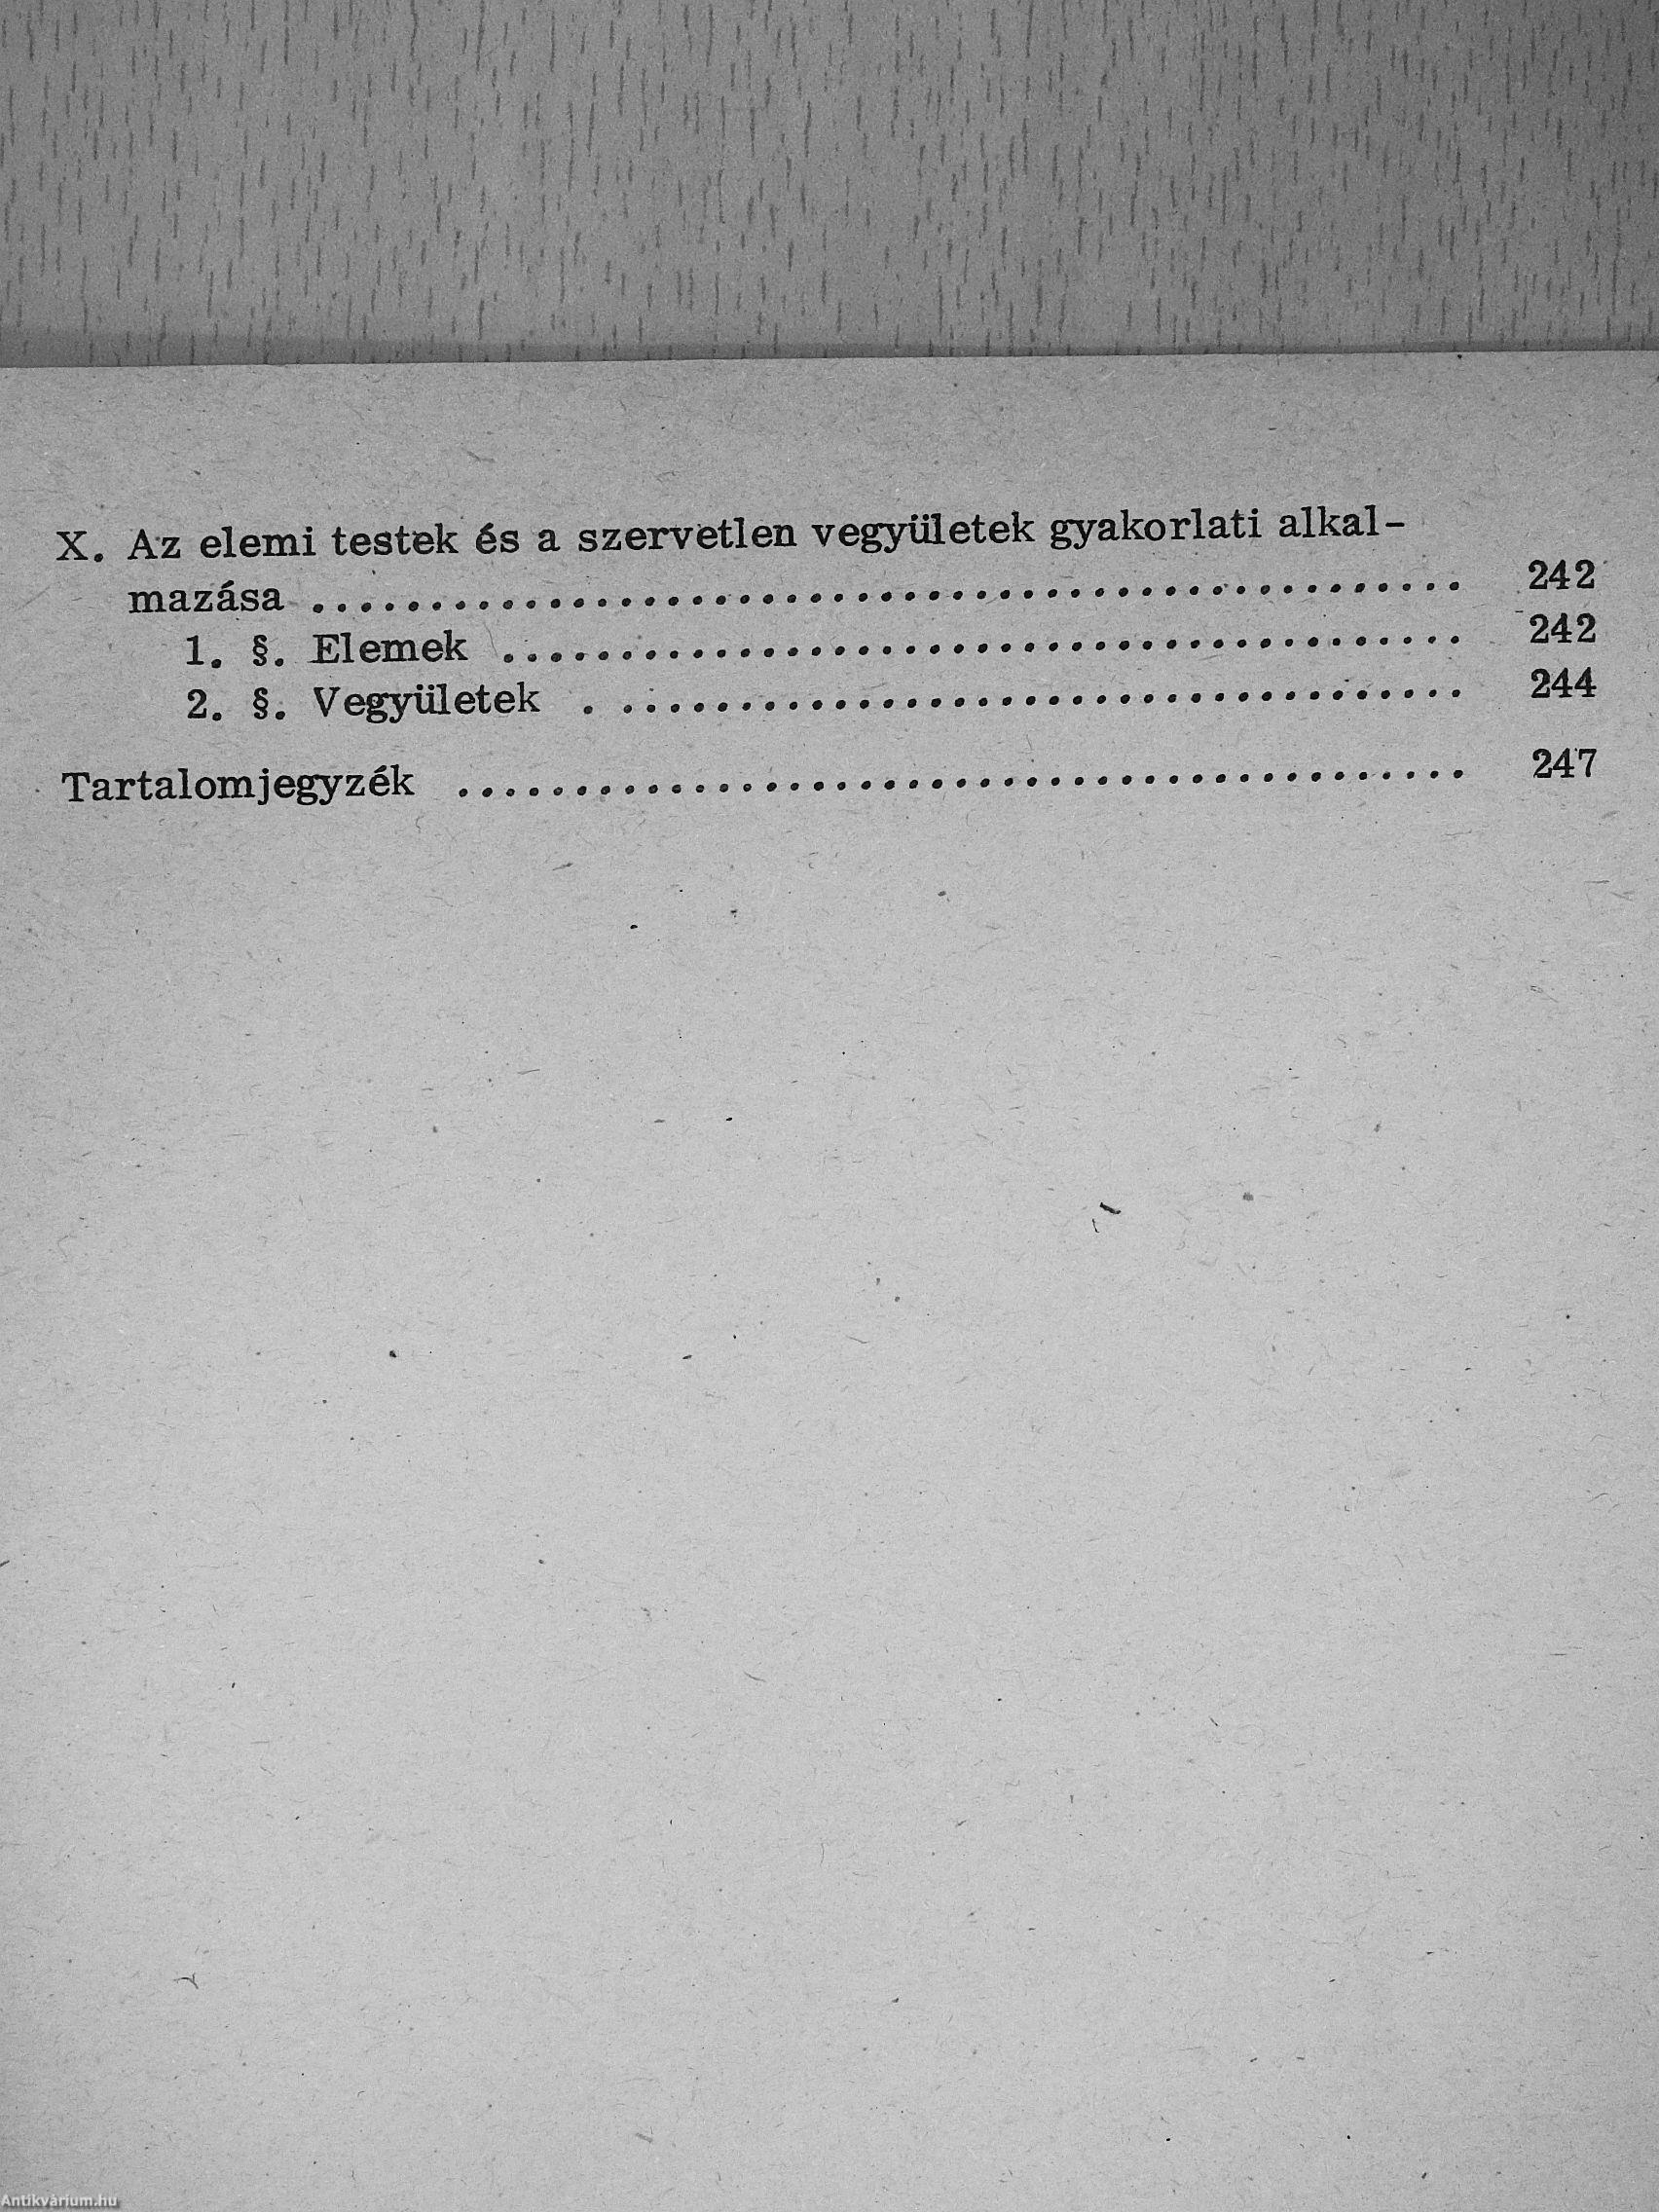 X. Az elemi testek és a szervetlen vegyületek gyakorlati alkal-
mazása ................................................. 242
1. §. Elemek ......................................... 242
2. §. Vegyületek . .................................... 244
Tartalomjegyzék ........................................... 247
Antikvárium.hu